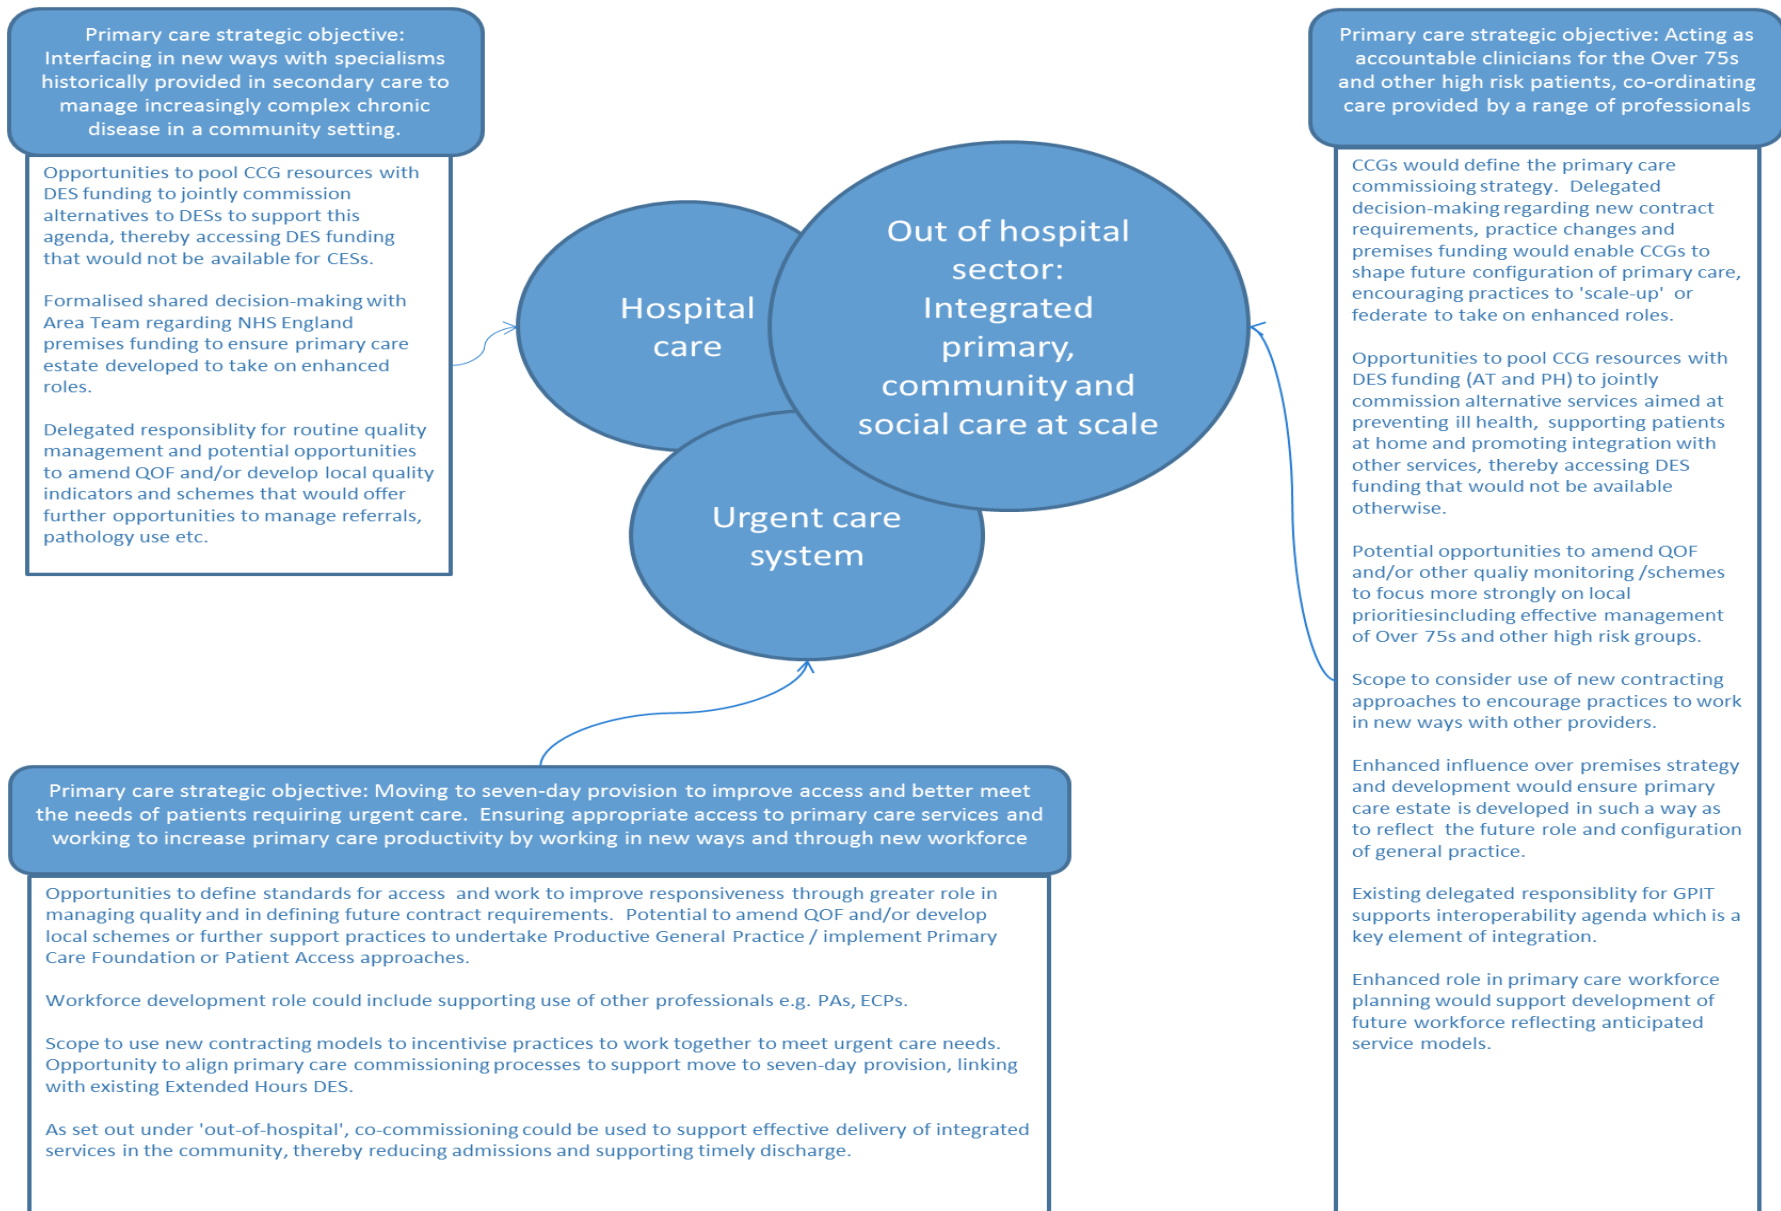 Primary care strategic objective:
Interfacing in new ways with specialisms
historically provided in secondary care to
manage increasingly complex chronic
disease in a community setting.
Opportunities to pool CCG resources with
DES funding to jointly commission
alternatives to DESs to support this
agenda, thereby accessing DES funding
that would not be available for CESs.
Formalised shared decision-making with
Area Team regarding NHS England
premises funding to ensure primary care
estate developed to take on enhanced
roles.
Delegated responsiblity for routine quality
management and potential opportunities
to amend QOF and/or develop local quality
indicators and schemes that would offer
further opportunities to manage referrals,
pathology use etc.
Hospital
care
Out of hospital
sector:
Integrated
primary,
community and
social care at scale
Urgent care
system
Primary care strategic objective: Acting as
accountable clinicians for the Over 75s
and other high risk patients, co-ordinating
care provided by a range of professionals
CCGs would define the primary care
commissioing strategy.  Delegated
decision-making regarding new contract
requirements, practice changes and
premises funding would enable CCGs to
shape future configuration of primary care,
encouraging practices to 'scale-up'  or
federate to take on enhanced roles.
Opportunities to pool CCG resources with
DES funding (AT and PH) to jointly
commission alternative services aimed at
preventing ill health,  supporting patients
at home and promoting integration with
other services, thereby accessing DES
funding that would not be available
otherwise.
Potential opportunities to amend QOF
and/or other qualiy monitoring /schemes
to focus more strongly on local
prioritiesincluding effective management
of Over 75s and other high risk groups.
Scope to consider use of new contracting
approaches to encourage practices to work
in new ways with other providers.
Enhanced influence over premises strategy
and development would ensure primary
care estate is developed in such a way as
to reflect  the future role and configuration
of general practice.
Existing delegated responsiblity for GPIT
supports interoperability agenda which is a
key element of integration.
Enhanced role in primary care workforce
planning would support development of
future workforce reflecting anticipated
service models.
Primary care strategic objective: Moving to seven-day provision to improve access and better meet
the needs of patients requiring urgent care.  Ensuring appropriate access to primary care services and
working to increase primary care productivity by working in new ways and through new workforce
Opportunities to define standards for access  and work to improve responsiveness through greater role in
managing quality and in defining future contract requirements.  Potential to amend QOF and/or develop
local schemes or further support practices to undertake Productive General Practice / implement Primary
Care Foundation or Patient Access approaches.
Workforce development role could include supporting use of other professionals e.g. PAs, ECPs.
Scope to use new contracting models to incentivise practices to work together to meet urgent care needs.
Opportunity to align primary care commissioning processes to support move to seven-day provision, linking
with existing Extended Hours DES.
As set out under 'out-of-hospital', co-commissioning could be used to support effective delivery of integrated
services in the community, thereby reducing admissions and supporting timely discharge.